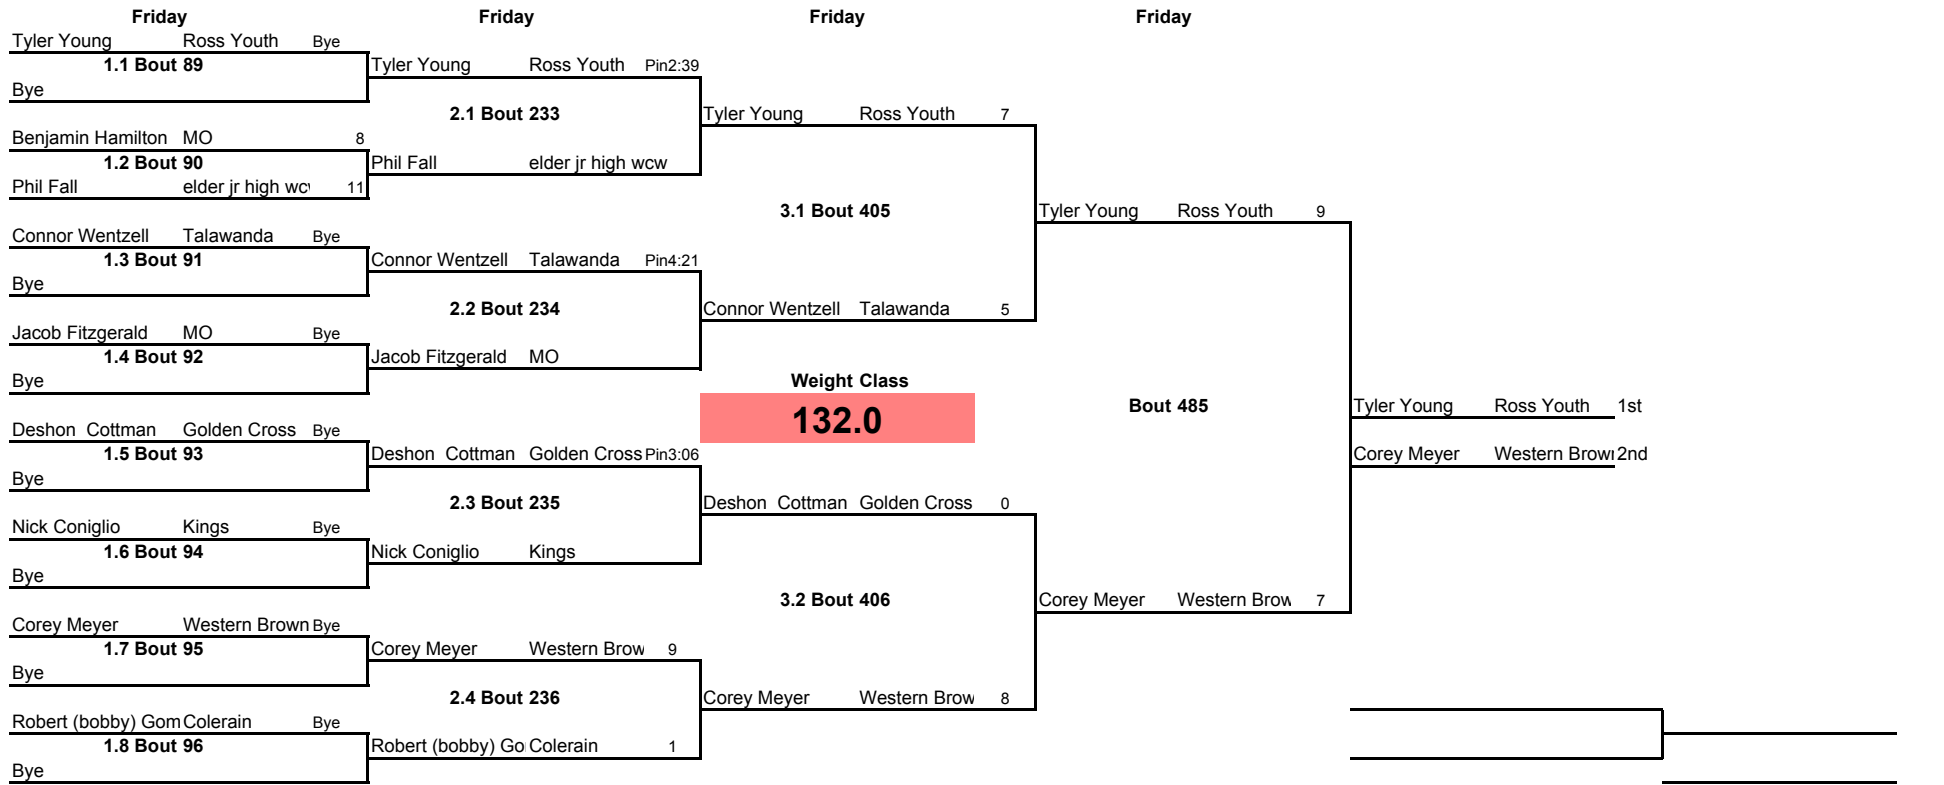 Friday Friday Friday Friday
Tyler Young Ross Youth Bye
1.1 Bout 89 Tyler Young Ross Youth Pin2:39
Bye
2.1 Bout 233 Tyler Young Ross Youth 7
Benjamin Hamilton MO 8
1.2 Bout 90 Phil Fall elder jr high wcw
Phil Fall elder jr high wcw 11
3.1 Bout 405 Tyler Young Ross Youth 9
Connor Wentzell Talawanda Bye
1.3 Bout 91 Connor Wentzell Talawanda Pin4:21
Bye
2.2 Bout 234 Connor Wentzell Talawanda 5
Jacob Fitzgerald MO Bye
1.4 Bout 92 Jacob Fitzgerald MO
Bye Weight Class
Bout 485 Tyler Young Ross Youth 1st
132.0
Deshon Cottman Golden Cross Bye
1.5 Bout 93 Deshon Cottman Golden Cross Pin3:06 Corey Meyer Western Brown 2nd
Bye
2.3 Bout 235 Deshon Cottman Golden Cross 0
Nick Coniglio Kings Bye
1.6 Bout 94 Nick Coniglio Kings
Bye
3.2 Bout 406 Corey Meyer Western Brow 7
Corey Meyer Western Brown Bye
1.7 Bout 95 Corey Meyer Western Brow 9
Bye
2.4 Bout 236 Corey Meyer Western Brow 8
Robert (bobby) Gom Colerain Bye
1.8 Bout 96 Robert (bobby) Go Colerain 1
Bye